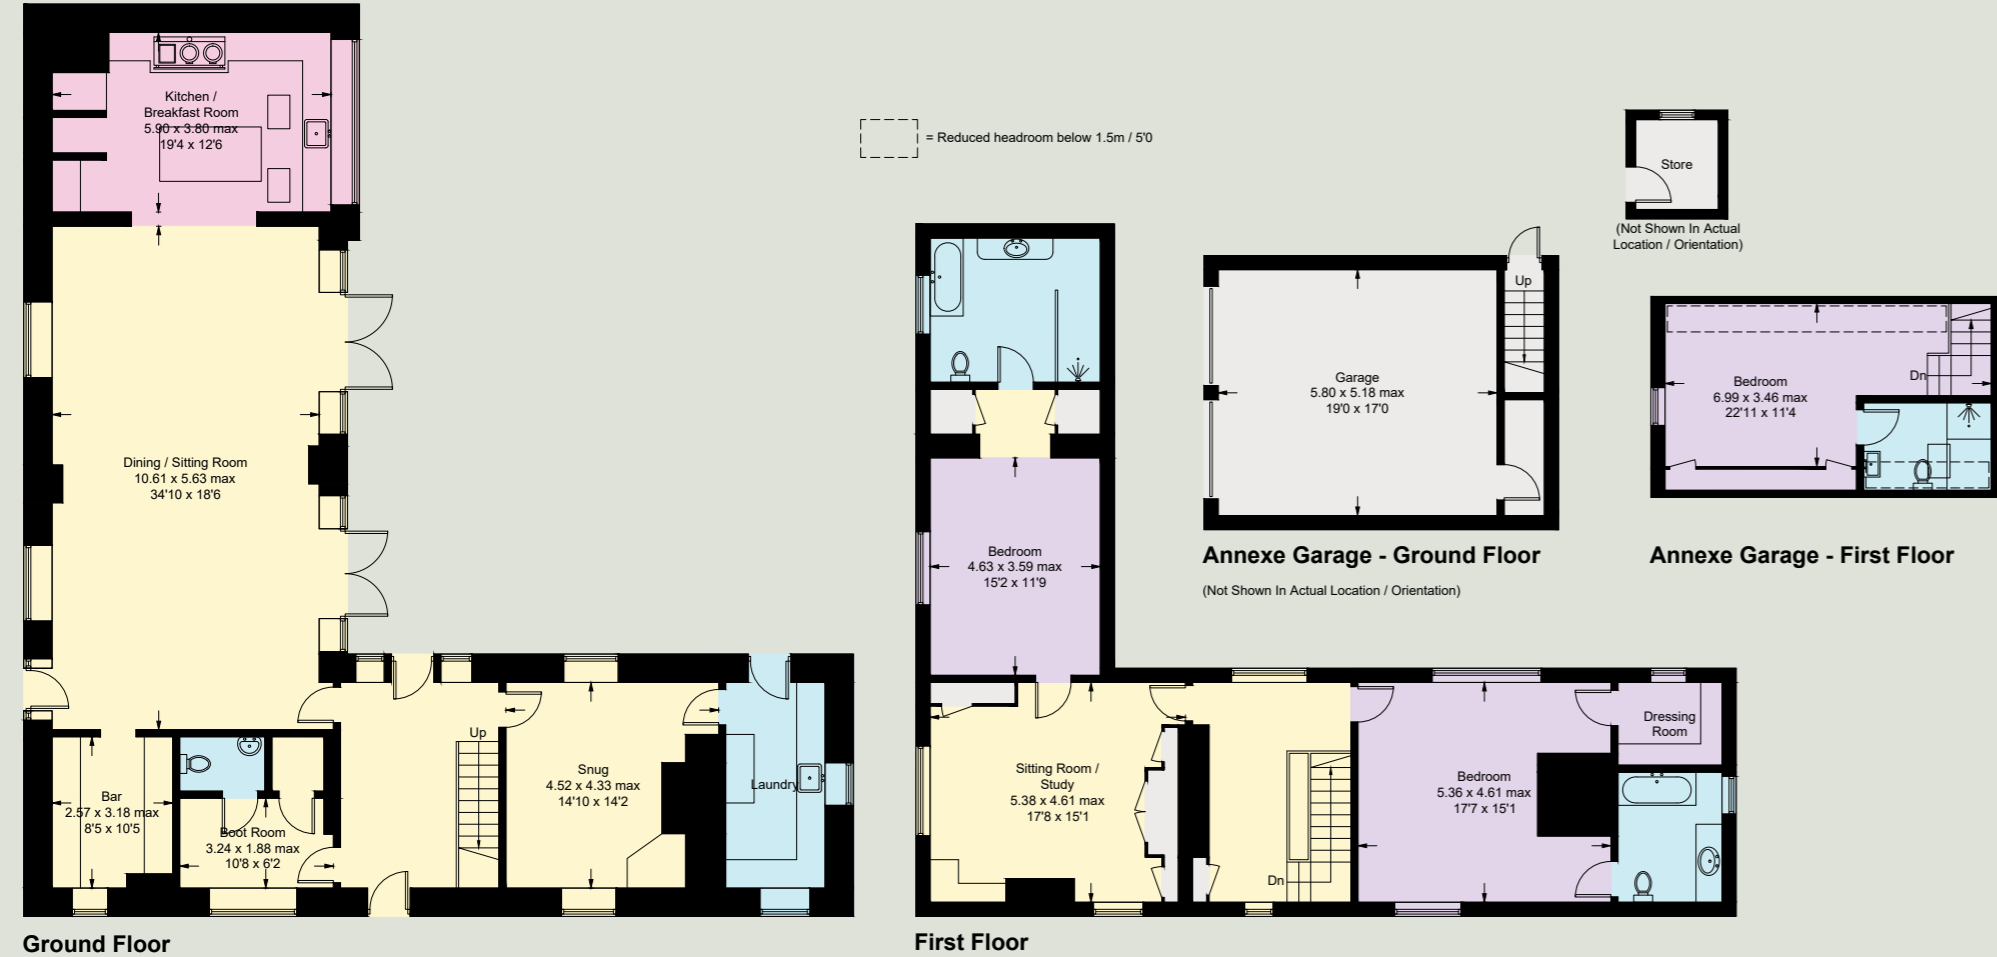 Kitchen /
Breakfast Room
5.90 x 3.80 max
19'4 x 12'6
= Reduced headroom below 1.5m / 5'0
Store
(Not Shown In Actual
Location / Orientation)
Dining / Sitting Room
10.61 x 5.63 max
34'10 x 18'6
Up
Garage
5.80 x 5.18 max
19'0 x 17'0
Dn
Bedroom
6.99 x 3.46 max
22'11 x 11'4
Annexe Garage - Ground Floor
(Not Shown In Actual Location / Orientation)
Annexe Garage - First Floor
Bedroom
4.63 x 3.59 max
15'2 x 11'9
Up
Snug
4.52 x 4.33 max
14'10 x 14'2
Laundry
Bar
2.57 x 3.18 max
8'5 x 10'5
Boot Room
3.24 x 1.88 max
10'8 x 6'2
Ground Floor
Sitting Room /
Study
5.38 x 4.61 max
17'8 x 15'1
Dn
Bedroom
5.36 x 4.61 max
17'7 x 15'1
Dressing
Room
First Floor